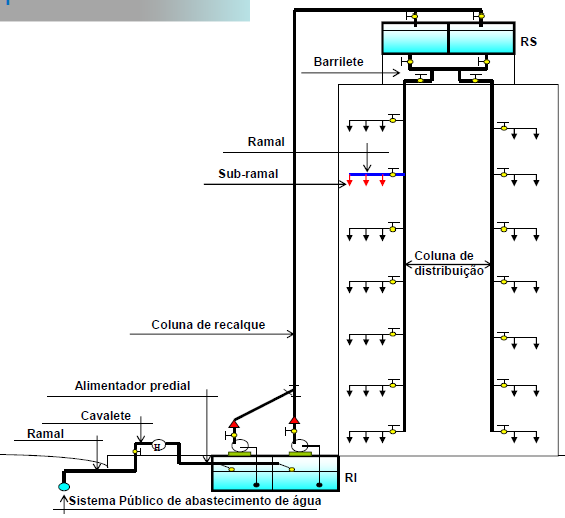 RS
Barrilete
Ramal
Sub-ramal
Coluna de
distribuição
Coluna de recalque
Alimentador predial
Cavalete
Ramal
H
RI
Sistema Público de abastecimento de água